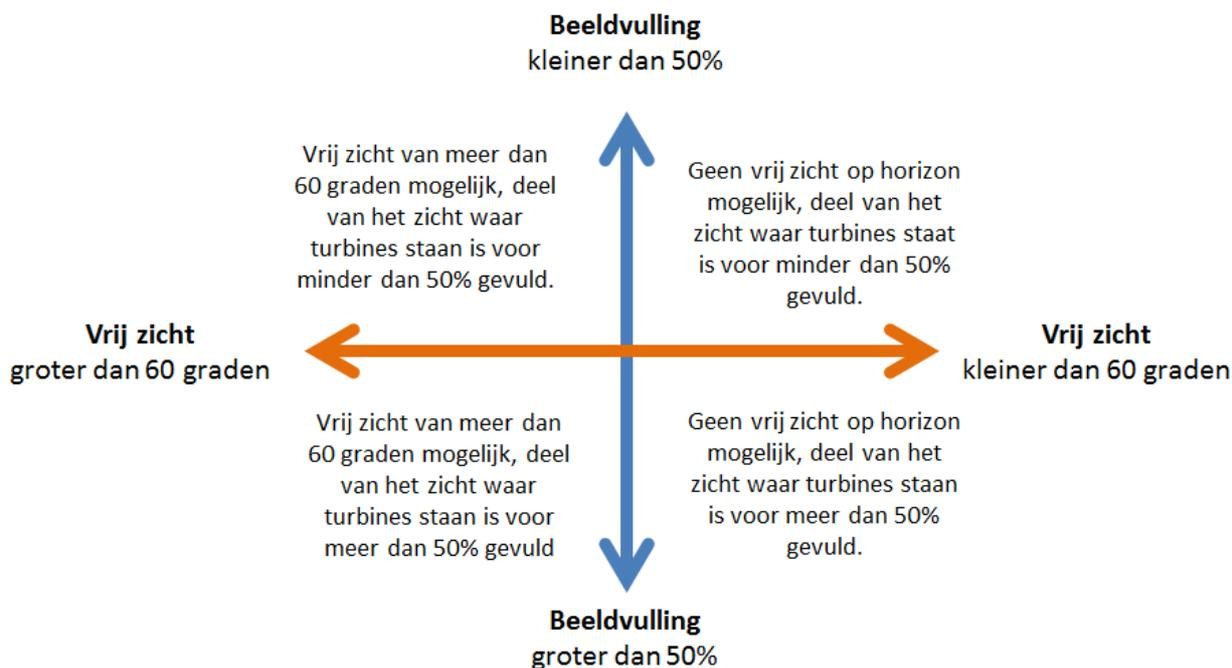 Beeldvulling
kleiner dan 50%
Vrij zicht van meer dan
60 graden mogelijk, deel
van het zicht waar
turbines staan is voor
minder dan 50% gevuld.
Geen vrij zicht op horizon
mogelijk, deel van het
zicht waar turbines staat
is voor minder dan 50%
gevuld.
Vrij zicht
groter dan 60 graden
Vrij zicht
kleiner dan 60 graden
Vrij zicht van meer dan
60 graden mogelijk, deel
van het zicht waar
turbines staan is voor
meer dan 50% gevuld
Geen vrij zicht op horizon
mogelijk, deel van het
zicht waar turbines staan
is voor meer dan 50%
gevuld.
Beeldvulling
groter dan 50%